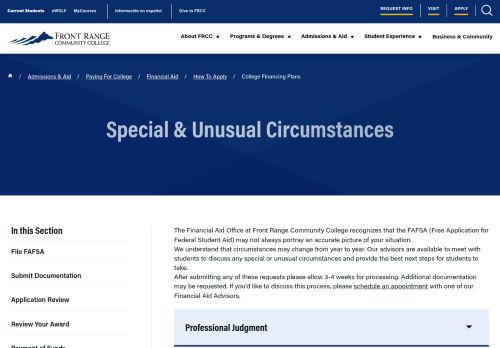 Current Students eWOLF MyCourses Información en español Give to FRCC REQUEST INFO VISIT APPLY
FRONT RANGE
COMMUNITY COLLEGE
About FRCC Programs & Degrees Admissions & Aid Student Experience Business & Community
/ Admissions & Aid / Paying For College / Financial Aid / How To Apply / College Financing Plans
Special & Unusual Circumstances
In this Section
File FAFSA
Submit Documentation
Application Review
Review Your Award
Payment of Funds
The Financial Aid Office at Front Range Community College recognizes that the FAFSA (Free Application for
Federal Student Aid) may not always portray an accurate picture of your situation.
We understand that circumstances may change from year to year. Our advisors are available to meet with
students to discuss any special or unusual circumstances and provide the best next steps for students to
take.
After submitting any of these requests please allow 3-4 weeks for processing. Additional documentation
may be requested. If you'd like to discuss this process, please schedule an appointment with one of our
Financial Aid Advisors.
Professional Judgment